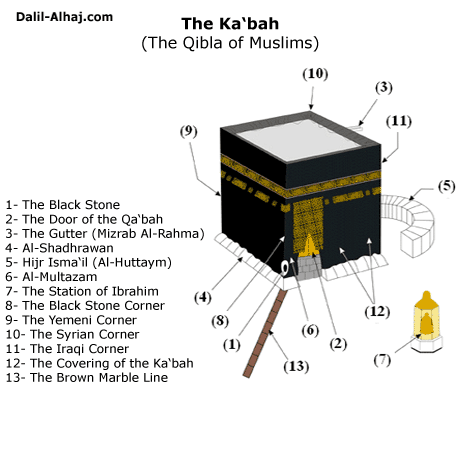 Dalil-Alhaj.com
The Ka‘bah
(The Qibla of Muslims)
(10)
(3)
(9)
(11)
(5)
1- The Black Stone
2- The Door of the Qa‘bah
3- The Gutter (Mizrab Al-Rahma)
4- Al-Shadhrawan
5- Hijr Isma‘il (Al-Huttaym)
6- Al-Multazam
7- The Station of Ibrahim
8- The Black Stone Corner
9- The Yemeni Corner
10- The Syrian Corner
11- The Iraqi Corner
12- The Covering of the Ka‘bah
13- The Brown Marble Line
(4)
(8)
(6)
(12)
(1)
(2)
(13)
(7)